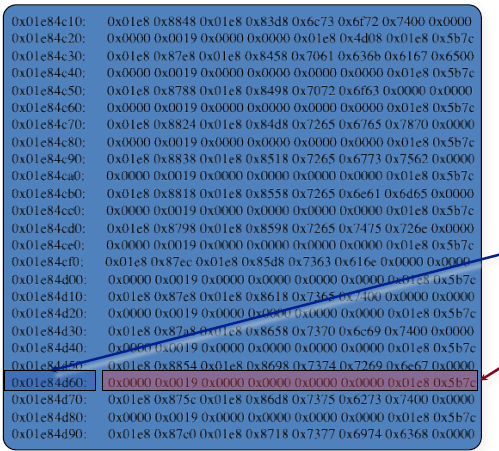 0x01e84c10: 0x01e8 0x8848 0x01e8 0x83d8 0x6c73 0x6f72 0x7400 0x0000
0x01e84c20: 0x0000 0x0019 0x0000 0x0000 0x01e8 0x4d08 0x01e8 0x5b7c
0x01e84c30: 0x01e8 0x87e8 0x01e8 0x8458 0x7061 0x636b 0x6167 0x6500
0x01e84c40: 0x0000 0x0019 0x0000 0x0000 0x0000 0x0000 0x01e8 0x5b7c
0x01e84c50: 0x01e8 0x8788 0x01e8 0x8498 0x7072 0x6f63 0x0000 0x0000
0x01e84c60: 0x0000 0x0019 0x0000 0x0000 0x0000 0x0000 0x01e8 0x5b7c
0x01e84c70: 0x01e8 0x8824 0x01e8 0x84d8 0x7265 0x6765 0x7870 0x0000
0x01e84c80: 0x0000 0x0019 0x0000 0x0000 0x0000 0x0000 0x01e8 0x5b7c
0x01e84c90: 0x01e8 0x8838 0x01e8 0x8518 0x7265 0x6773 0x7562 0x0000
0x01e84ca0: 0x0000 0x0019 0x0000 0x0000 0x0000 0x0000 0x01e8 0x5b7c
0x01e84cb0: 0x01e8 0x8818 0x01e8 0x8558 0x7265 0x6e61 0x6d65 0x0000
0x01e84cc0: 0x0000 0x0019 0x0000 0x0000 0x0000 0x0000 0x01e8 0x5b7c
0x01e84cd0: 0x01e8 0x8798 0x01e8 0x8598 0x7265 0x7475 0x726e 0x0000
0x01e84ce0: 0x0000 0x0019 0x0000 0x0000 0x0000 0x0000 0x01e8 0x5b7c
0x01e84cf0: 0x01e8 0x87ec 0x01e8 0x85d8 0x7363 0x616e 0x0000 0x0000
0x01e84d00: 0x0000 0x0019 0x0000 0x0000 0x0000 0x0000 0x01e8 0x5b7c
0x01e84d10: 0x01e8 0x87e8 0x01e8 0x8618 0x7365 0x7400 0x0000 0x0000
0x01e84d20: 0x0000 0x0019 0x0000 0x0000 0x0000 0x0000 0x01e8 0x5b7c
0x01e84d30: 0x01e8 0x87a8 0x01e8 0x8658 0x7370 0x6c69 0x7400 0x0000
0x01e84d40: 0x0000 0x0019 0x0000 0x0000 0x0000 0x0000 0x01e8 0x5b7c
0x01e84d50: 0x01e8 0x8854 0x01e8 0x8698 0x7374 0x7269 0x6e67 0x0000
0x01e84d60: 0x0000 0x0019 0x0000 0x0000 0x0000 0x0000 0x01e8 0x5b7c
0x01e84d70: 0x01e8 0x875c 0x01e8 0x86d8 0x7375 0x6273 0x7400 0x0000
0x01e84d80: 0x0000 0x0019 0x0000 0x0000 0x0000 0x0000 0x01e8 0x5b7c
0x01e84d90: 0x01e8 0x87c0 0x01e8 0x8718 0x7377 0x6974 0x6368 0x0000